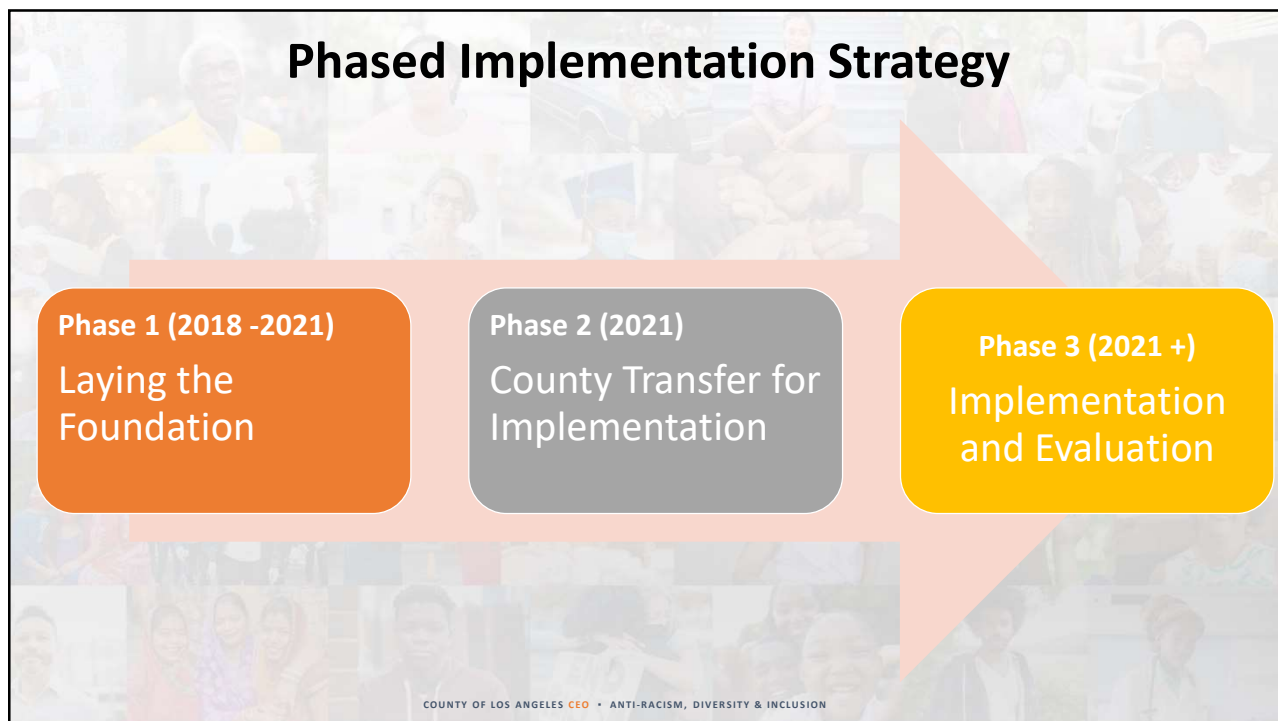 Phased Implementation Strategy
Phase 1 (2018 -2021)
Laying the
Foundation
Phase 2 (2021)
County Transfer for
Implementation
Phase 3 (2021 +)
Implementation
and Evaluation
COUNTY OF LOS ANGELES CEO • ANTI-RACISM, DIVERSITY & INCLUSION